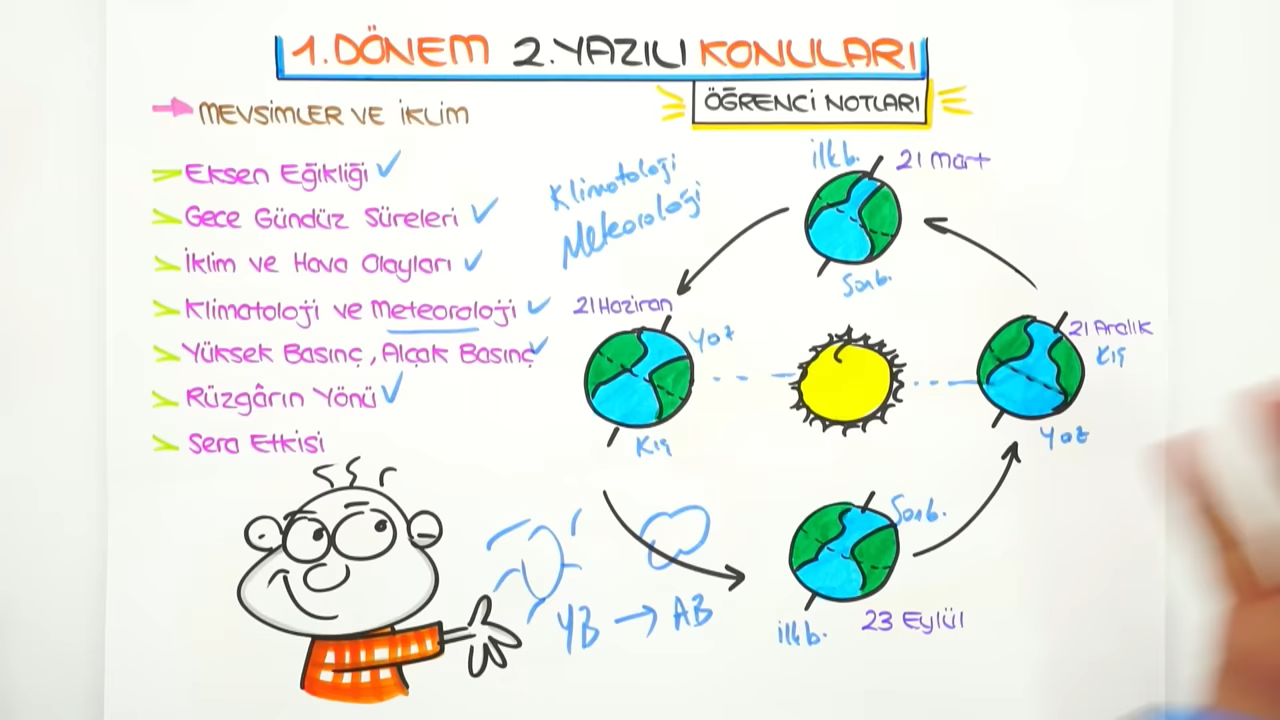 1.DÖNEM 2.YAZILI KONULARI
ÖĞRENCİ NOTLARI
MEVSİMLER VE İKLİM
Eksen Eğikliği
Gece Gündüz Süreleri
İklim ve Hava Olayları
Klimatoloji ve Meteoroloji
Yüksek Basınç, Alçak Basınç
Rüzgârın Yönü
Sera Etkisi
Klimatoloji
Meteoroloji
ilkb.
21 Mart
Sonb.
21 Haziran
Yaz
Kış
21 Aralık
Kış
Yaz
Sonb.
ilkb.
23 Eylül
YB → AB